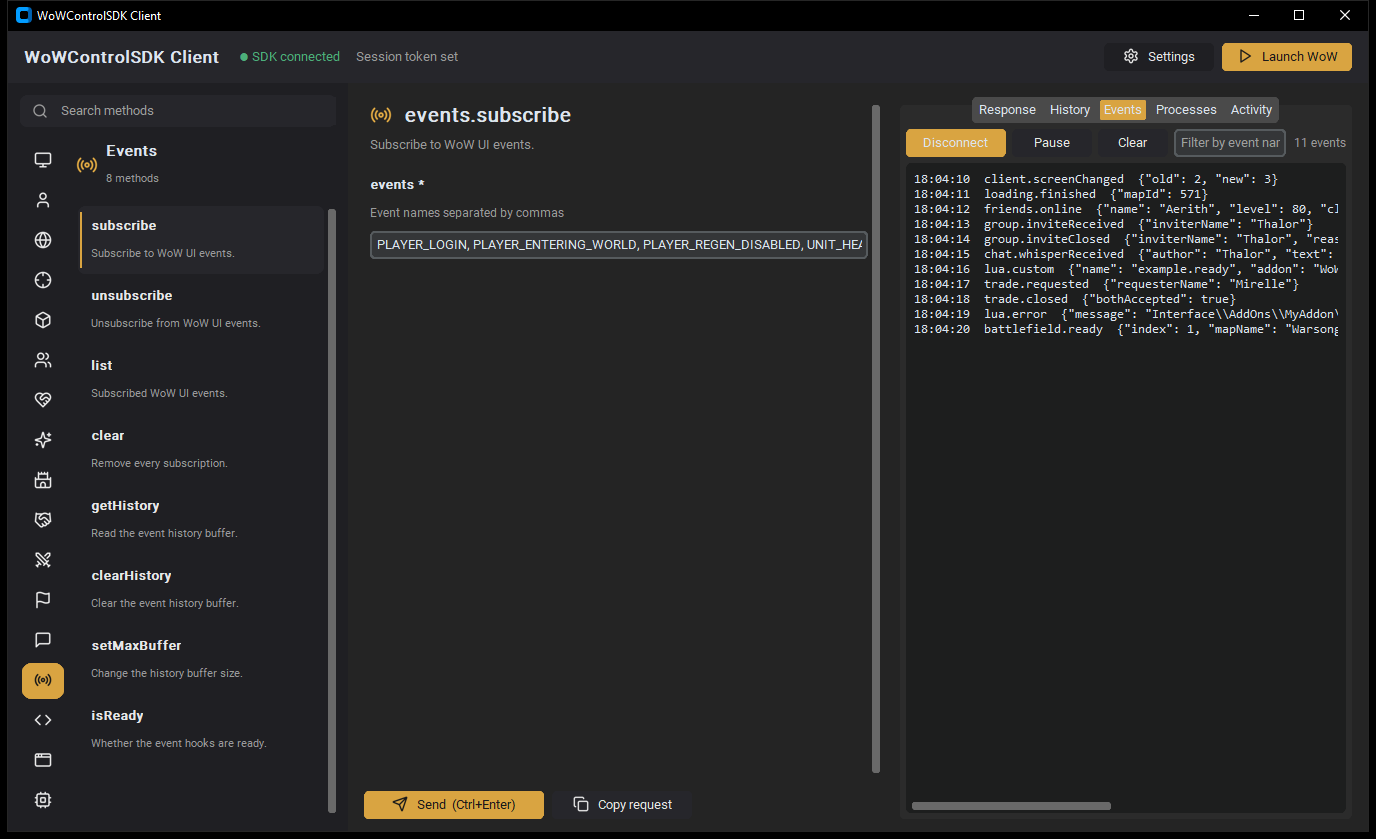 WoWControlSDK Client
WoWControlSDK Client
SDK connected
Session token set
Settings
Launch WoW
Search methods
Events
8 methods
subscribe
Subscribe to WoW UI events.
unsubscribe
Unsubscribe from WoW UI events.
list
Subscribed WoW UI events.
clear
Remove every subscription.
getHistory
Read the event history buffer.
clearHistory
Clear the event history buffer.
setMaxBuffer
Change the history buffer size.
isReady
Whether the event hooks are ready.
events.subscribe
Subscribe to WoW UI events.
events *
Event names separated by commas
PLAYER_LOGIN, PLAYER_ENTERING_WORLD, PLAYER_REGEN_DISABLED, UNIT_HEA
Send (Ctrl+Enter)
Copy request
Response History Events Processes Activity
Disconnect
Pause
Clear
Filter by event nar
11 events
18:04:10 client.screenChanged {"old": 2, "new": 3}
18:04:11 loading.finished {"mapId": 571}
18:04:12 friends.online {"name": "Aerith", "level": 80, "cl
18:04:13 group.inviteReceived {"inviterName": "Thalor"}
18:04:14 group.inviteClosed {"inviterName": "Thalor", "reas
18:04:15 chat.whisperReceived {"author": "Thalor", "text":
18:04:16 lua.custom {"name": "example.ready", "addon": "WoW
18:04:17 trade.requested {"requesterName": "Mirelle"}
18:04:18 trade.closed {"bothAccepted": true}
18:04:19 lua.error {"message": "Interface\\AddOns\\MyAddon\
18:04:20 battlefield.ready {"index": 1, "mapName": "Warsong